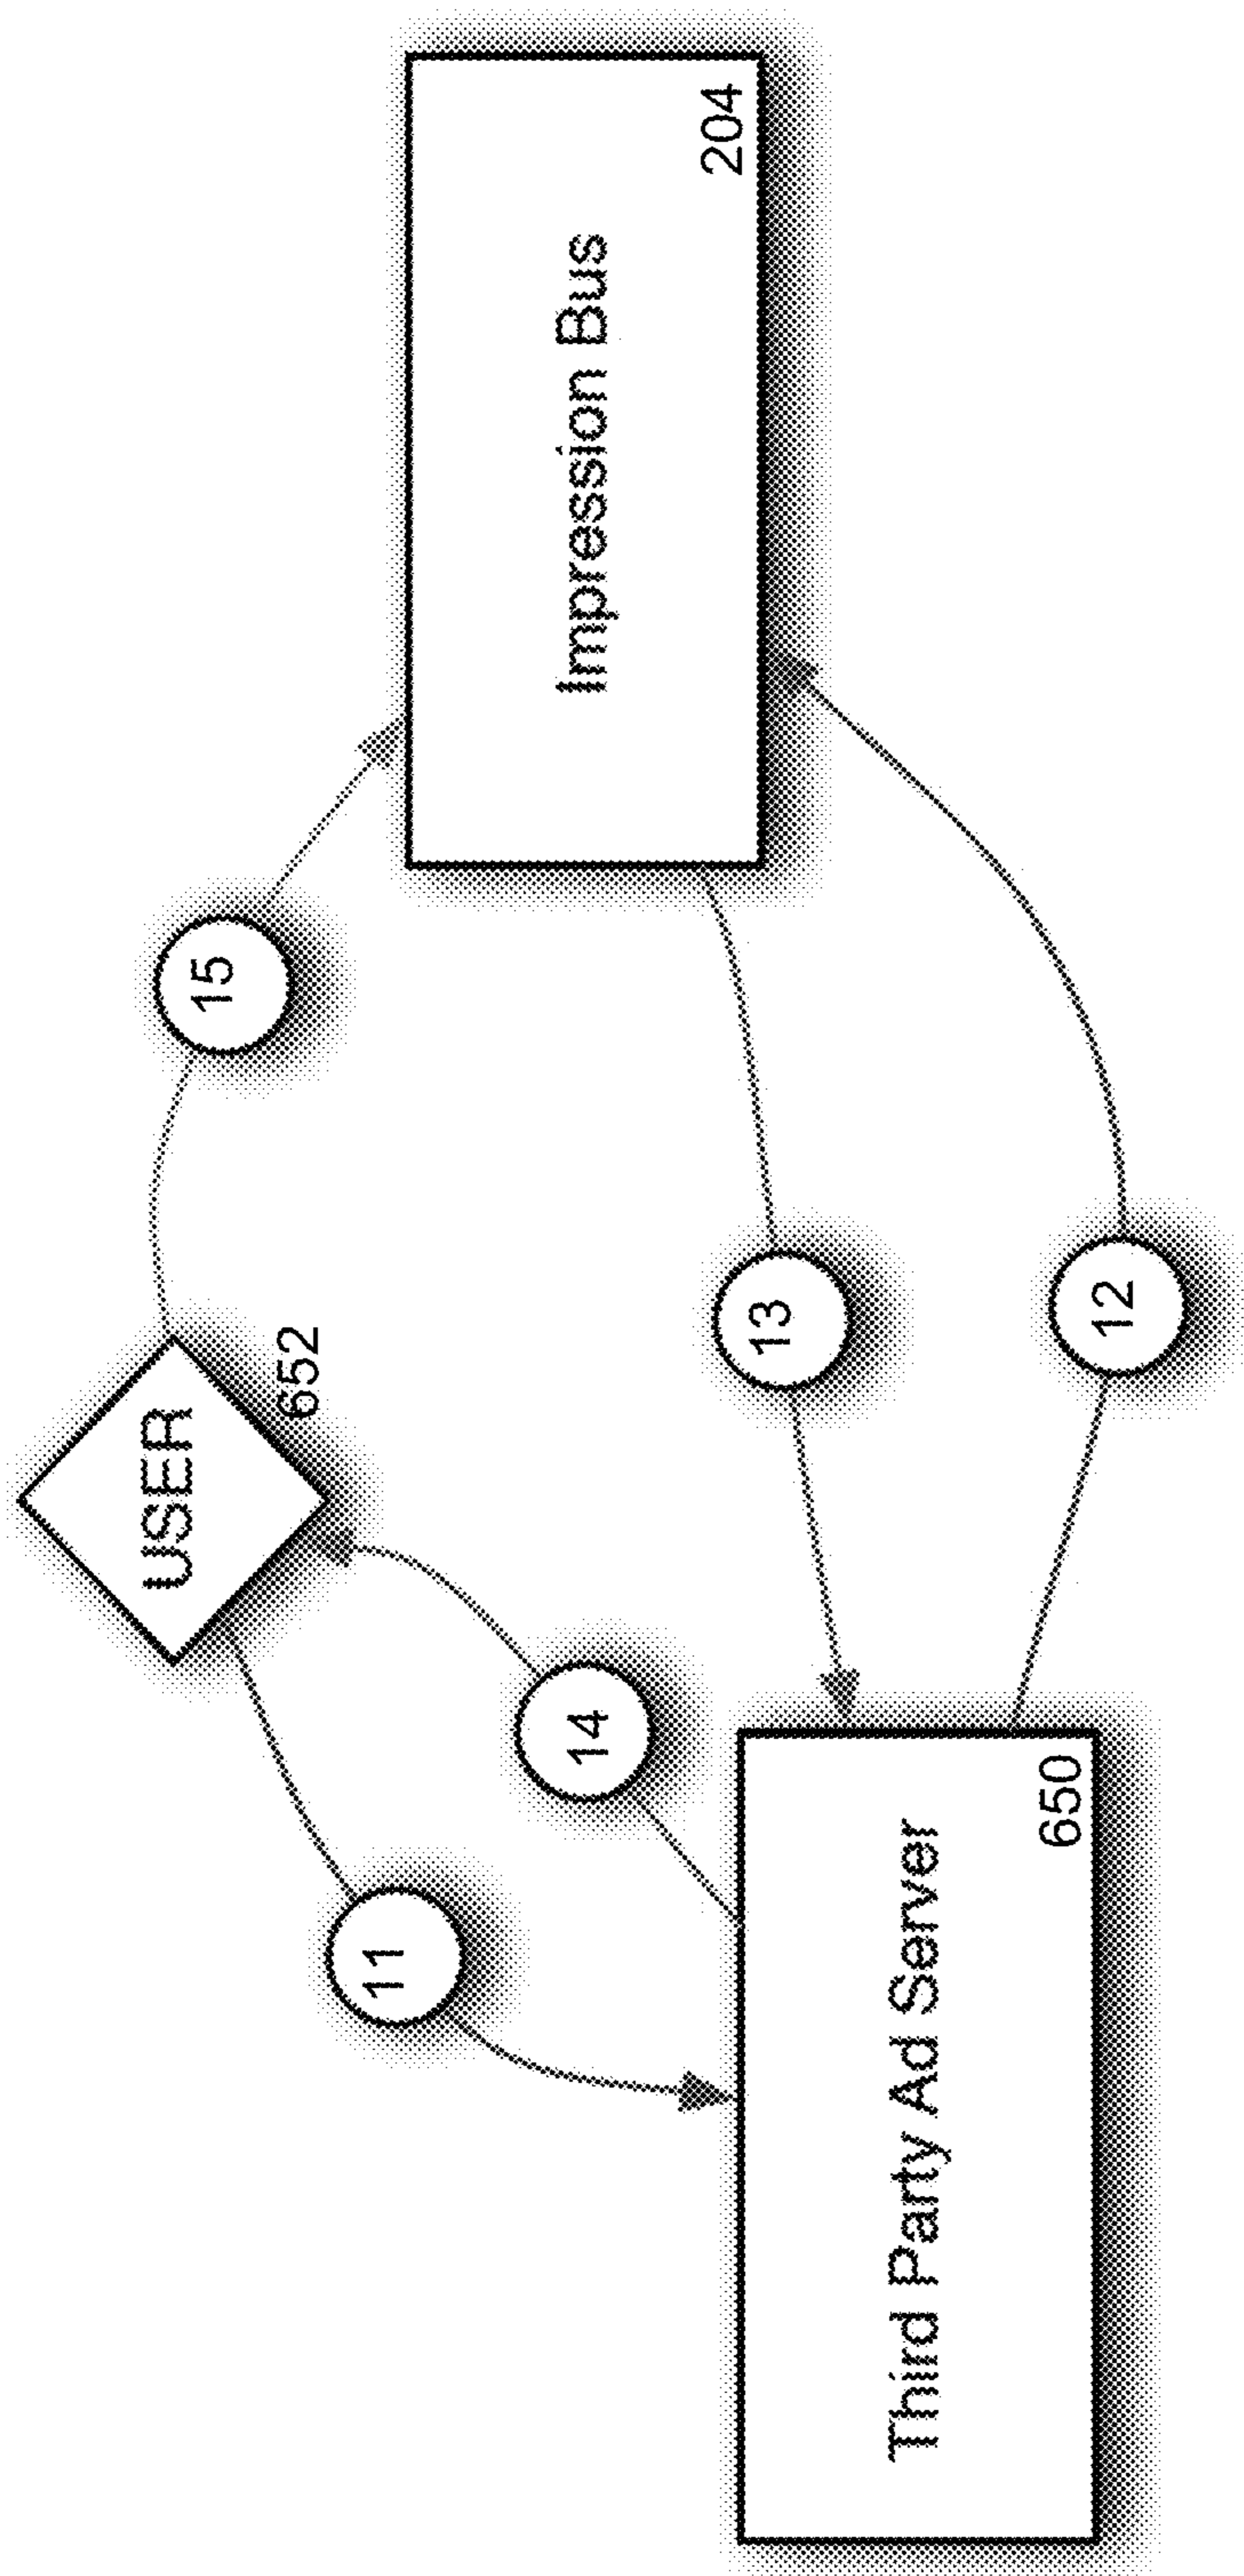 USER
652
15
11
14
13
12
Impression Bus
204
Third Party Ad Server
650